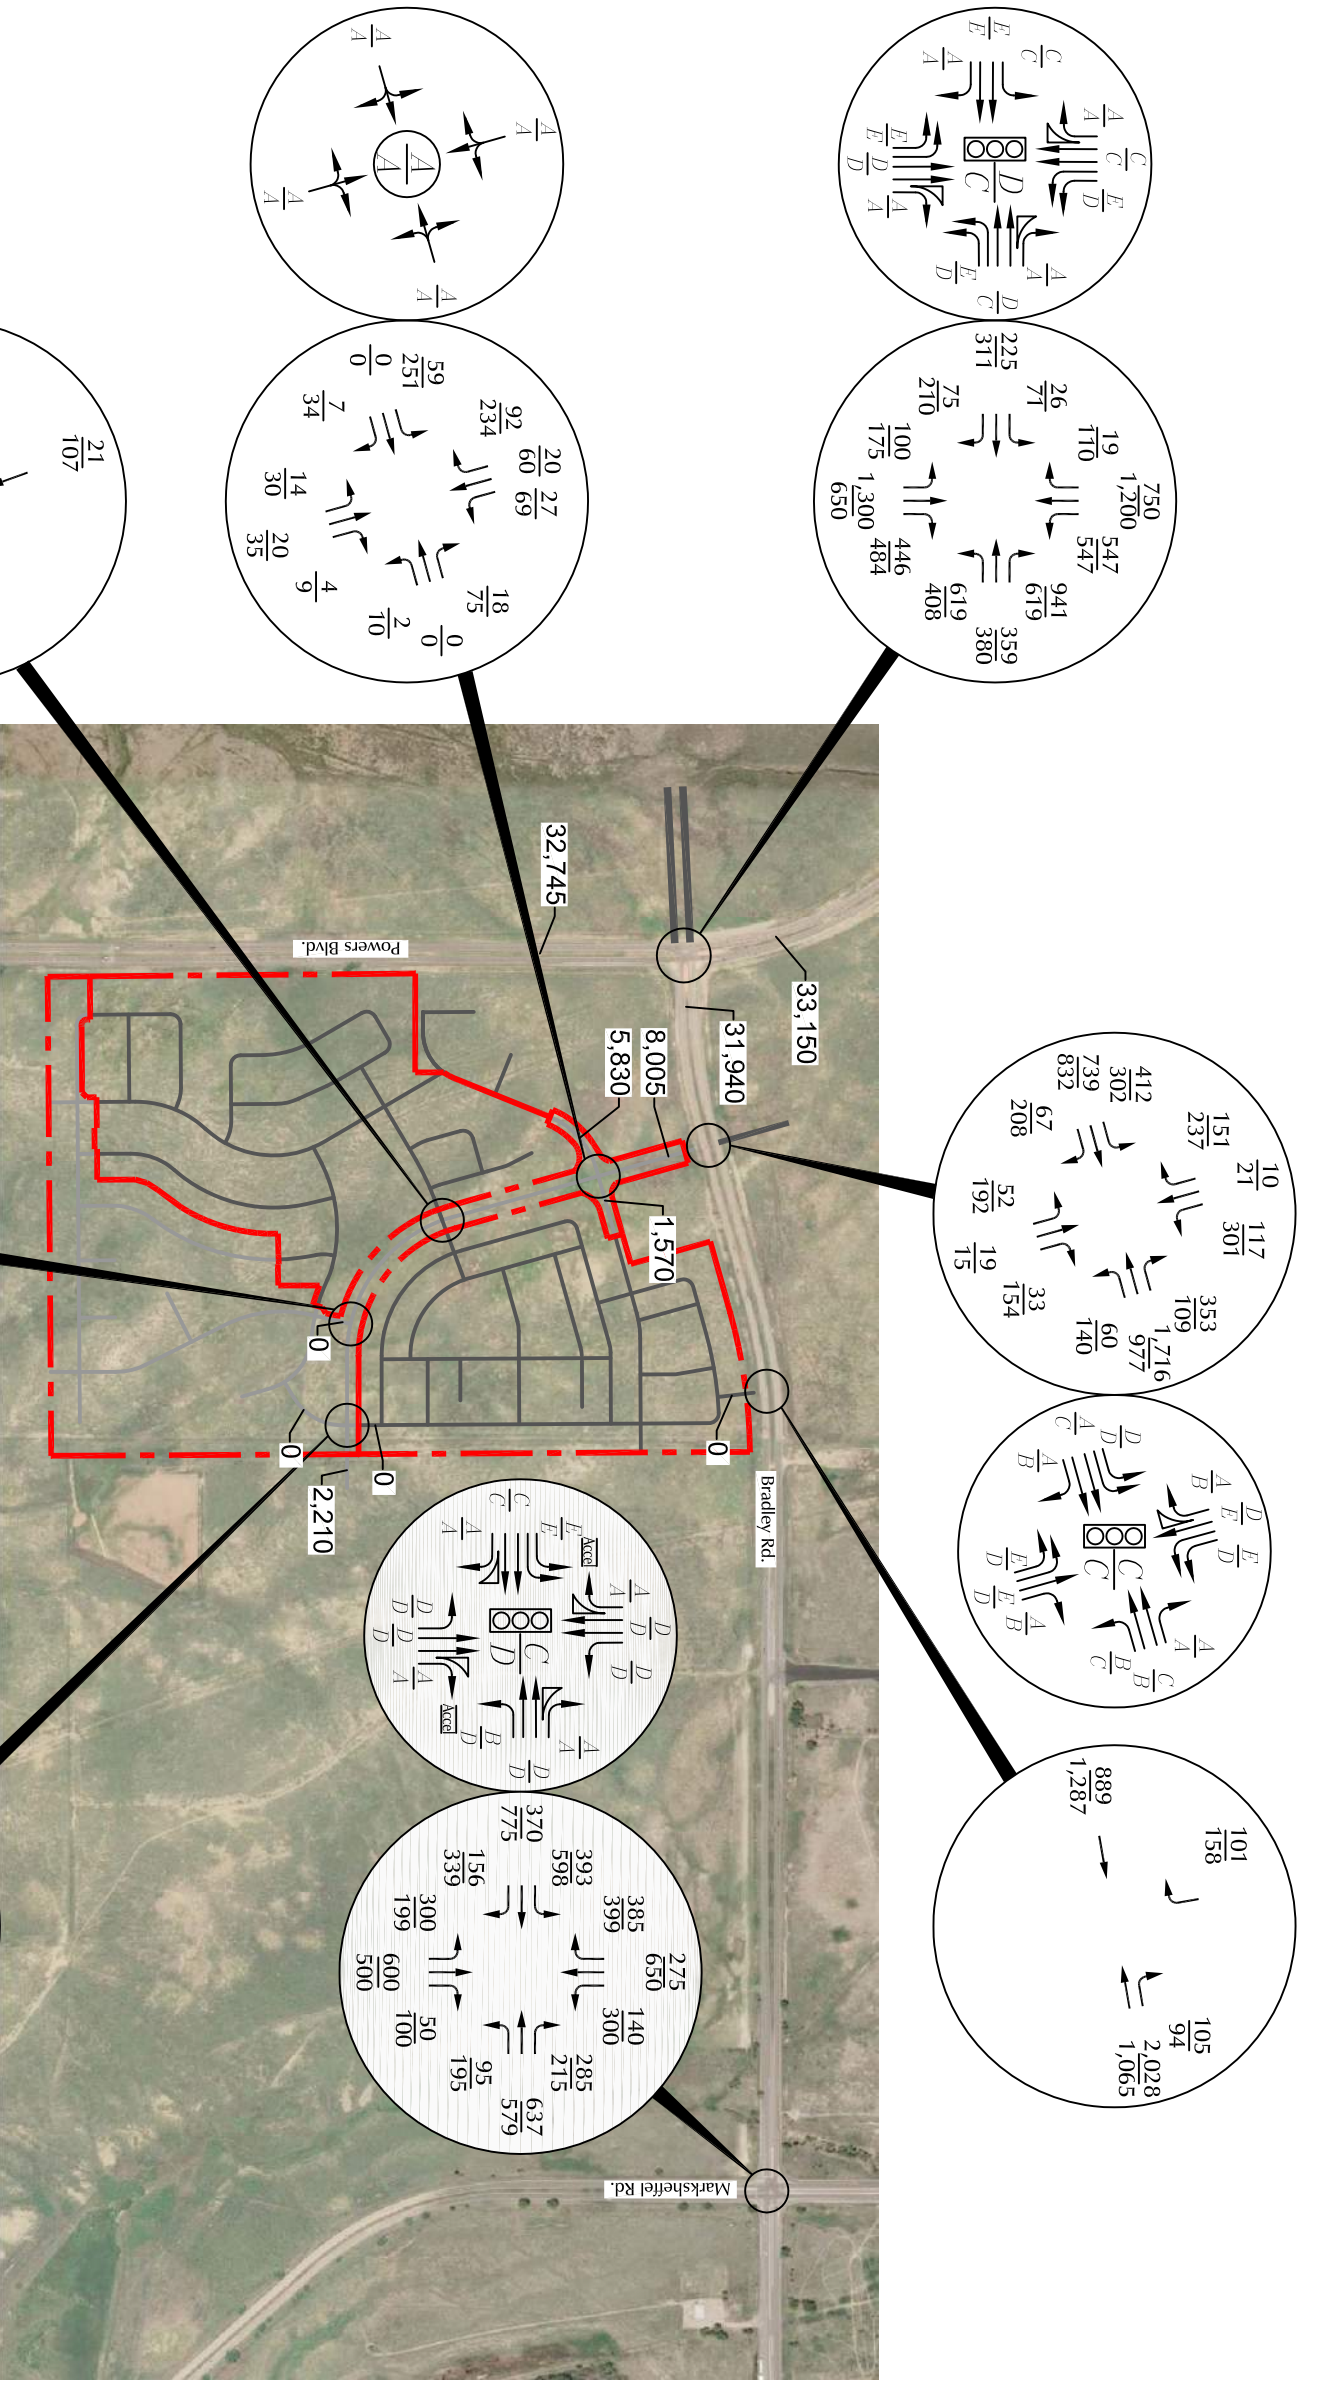 A
A
A
A
A
A
A
A
A
A
59
251
0
0
7
34
92
234
20
60
27
69
14
30
20
35
4
9
18
75
0
0
2
10
21
107
C
C
E
E
A
A
A
A
C
C
E
D
E
E
D
D
A
A
A
A
D
C
E
D
D
C
26
71
225
311
75
210
19
110
750
1,200
547
547
100
175
1,300
650
446
484
941
619
359
380
619
408
412
302
739
832
67
208
151
237
10
21
117
301
52
192
19
15
33
154
353
109
1,716
977
60
140
D
D
A
C
A
B
A
B
D
E
E
D
E
D
E
D
A
B
A
A
C
B
B
C
C
C
889
1,287
101
158
105
94
2,028
1,065
33,150
31,940
32,745
8,005
5,830
1,570
0
0
0
0
2,210
Powers Blvd.
Bradley Rd.
Marksheffel Rd.
E
E
C
C
A
A
Accel
A
A
D
D
D
D
D
D
D
D
A
A
Accel
A
A
D
D
B
D
C
D
393
598
370
775
156
339
385
399
275
650
140
300
300
199
600
500
50
100
285
215
637
579
95
195